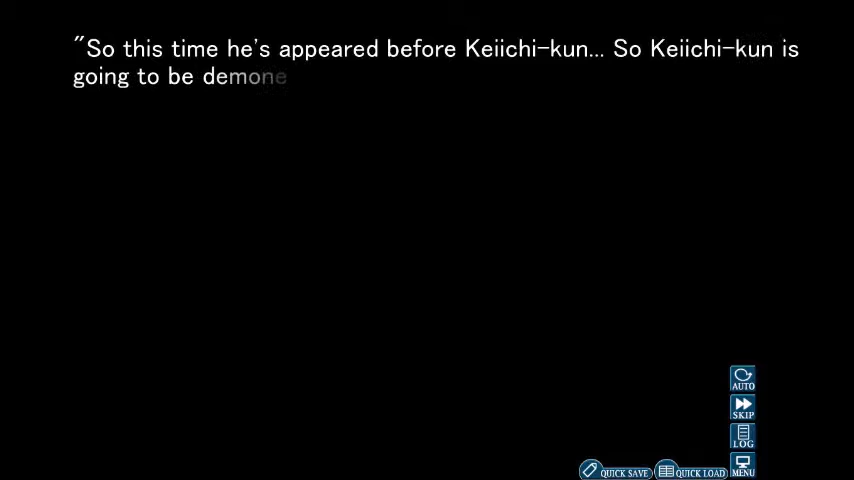 "So this time he's appeared before Keiichi-kun... So Keiichi-kun is
going to be demone
AUTO
SKIP
LOG
QUICK SAVE QUICK LOAD MENU